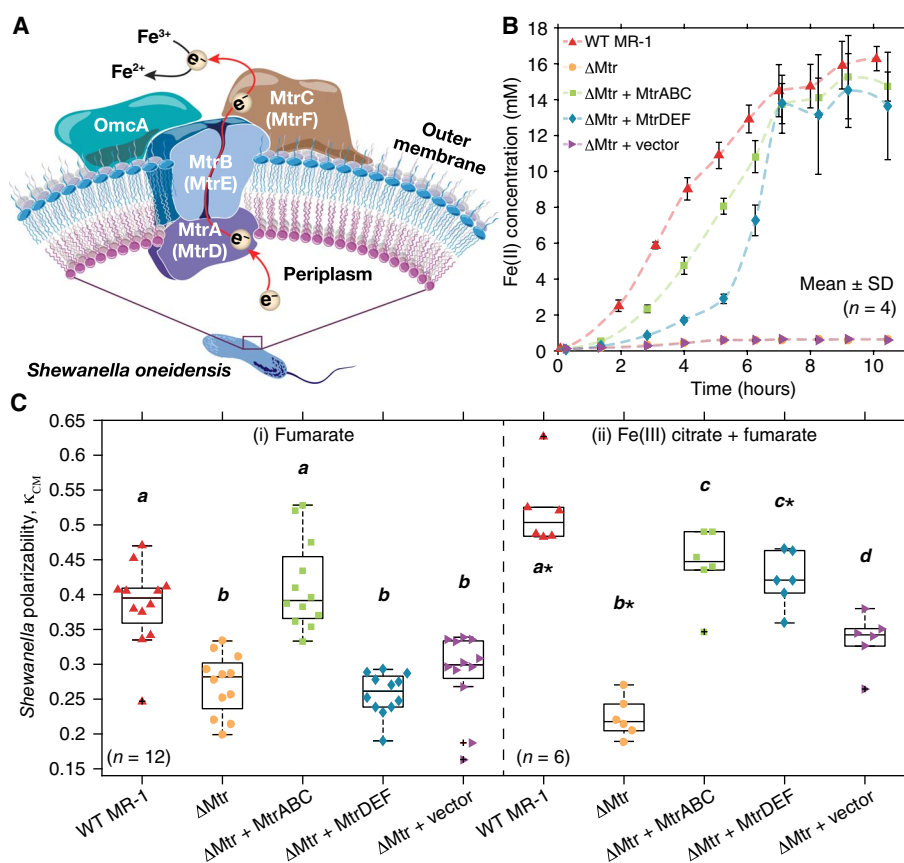 A
Fe³⁺
Fe²⁺
e⁻
e⁻
OmcA
MtrC
(MtrF)
MtrB
(MtrE)
Outer
membrane
MtrA
(MtrD)
e⁻
Periplasm
e⁻
Shewanella oneidensis
B
Fe(II) concentration (mM)
18
16
14
12
10
8
6
4
2
0
WT MR-1
ΔMtr
ΔMtr + MtrABC
ΔMtr + MtrDEF
ΔMtr + vector
Mean ± SD
(n = 4)
0 2 4 6 8 10
Time (hours)
C
Shewanella polarizability, κCM
0.65
0.6
0.55
0.5
0.45
0.4
0.35
0.3
0.25
0.2
0.15
(i) Fumarate
a
b
a
b
b
(n = 12)
(ii) Fe(III) citrate + fumarate
a*
b*
c
c*
d
(n = 6)
WT MR-1
ΔMtr
ΔMtr + MtrABC
ΔMtr + MtrDEF
ΔMtr + vector
WT MR-1
ΔMtr
ΔMtr + MtrABC
ΔMtr + MtrDEF
ΔMtr + vector